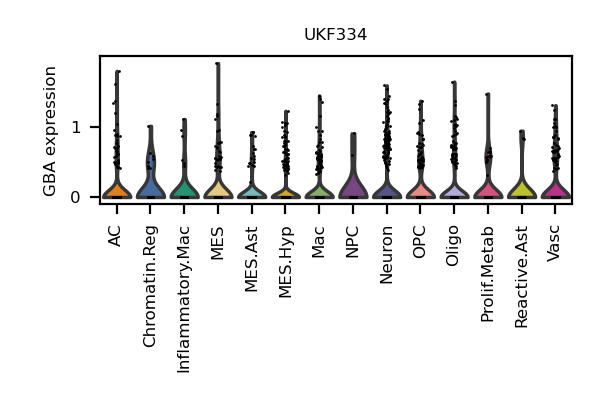 UKF334
GBA expression
1
0
AC
Chromatin.Reg
Inflammatory.Mac
MES
MES.Ast
MES.Hyp
Mac
NPC
Neuron
OPC
Oligo
Prolif.Metab
Reactive.Ast
Vasc